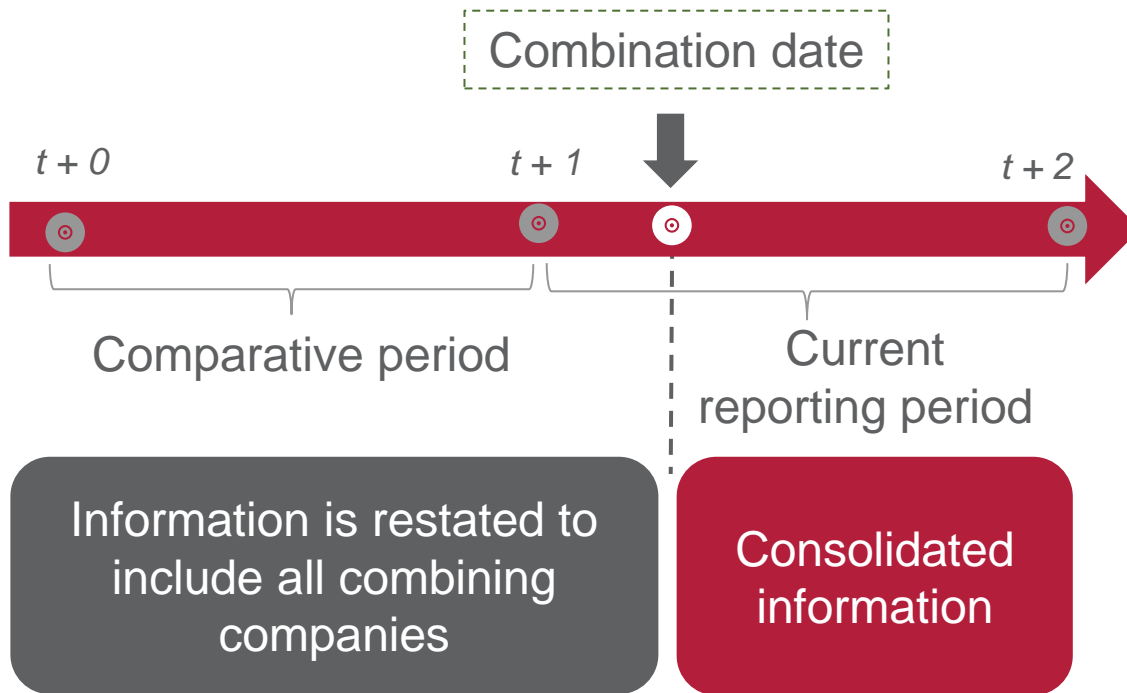 Combination date
t + 0
t + 1
t + 2
Comparative period
Current
reporting period
Information is restated to
include all combining
companies
Consolidated
information